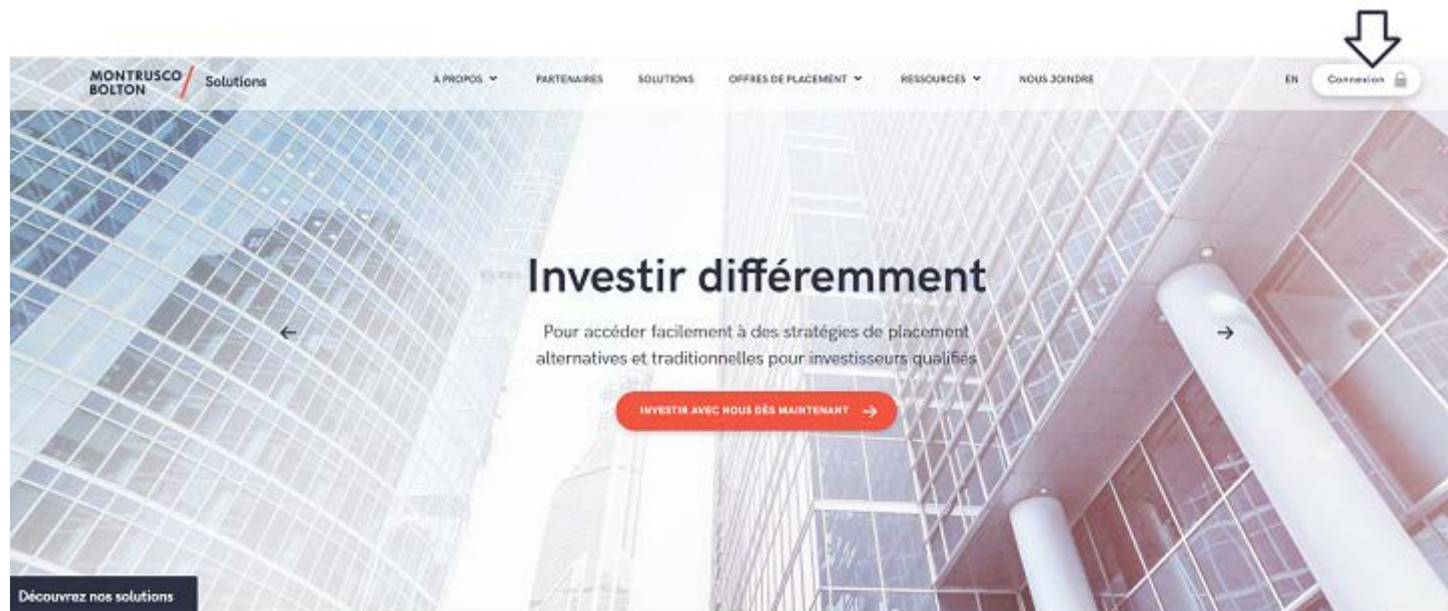 MONTRUSCO
BOLTON
Solutions
À PROPOS
PARTENAIRES
SOLUTIONS
OFFRES DE PLACEMENT
RESSOURCES
NOUS JOINDRE
EN
Connexion
Investir différemment
Pour accéder facilement à des stratégies de placement
alternatives et traditionnelles pour investisseurs qualifiés
INVESTIR AVEC NOUS DÈS MAINTENANT
Découvrez nos solutions